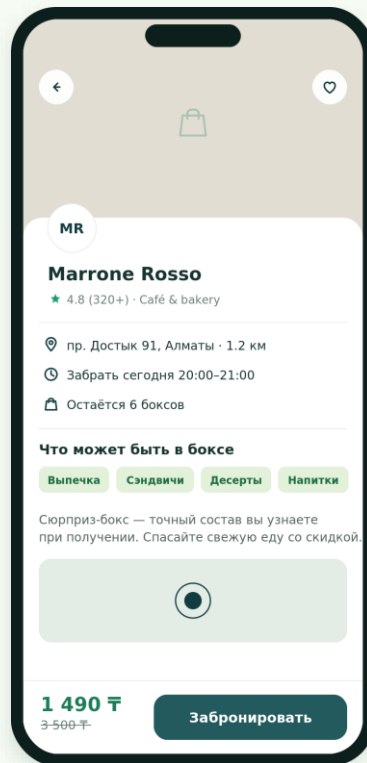 MR
Marrone Rosso
★ 4.8 (320+) · Café & bakery
пр. Достык 91, Алматы · 1.2 км
Забрать сегодня 20:00–21:00
Остаётся 6 боксов
Что может быть в боксе
Выпечка Сэндвичи Десерты Напитки
Сюрприз-бокс — точный состав вы узнаете
при получении. Спасайте свежую еду со скидкой.
1 490 ₸
3 500 ₸
Забронировать